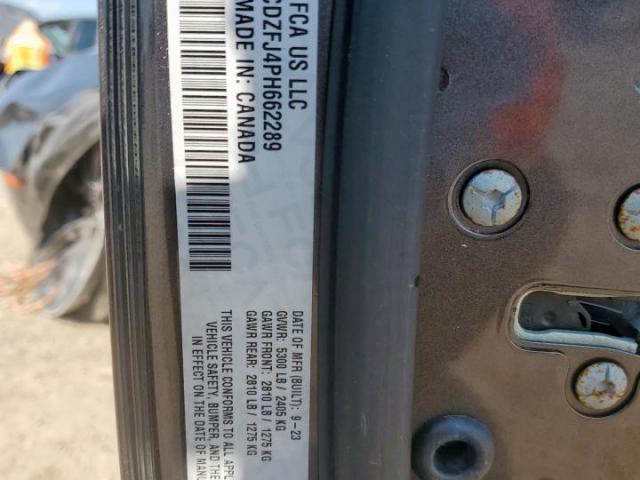 FCA US LLC
CDZFJ4PH662289
MADE IN: CANADA
DATE OF MFR (BUILT): 9-23
GVWR: 5300 LB / 2405 KG
GAWR FRONT: 2810 LB / 1275 KG
GAWR REAR: 2810 LB / 1275 KG
THIS VEHICLE CONFORMS TO ALL APPL
VEHICLE SAFETY, BUMPER, AND THE
IN EFFECT ON THE DATE OF MANU